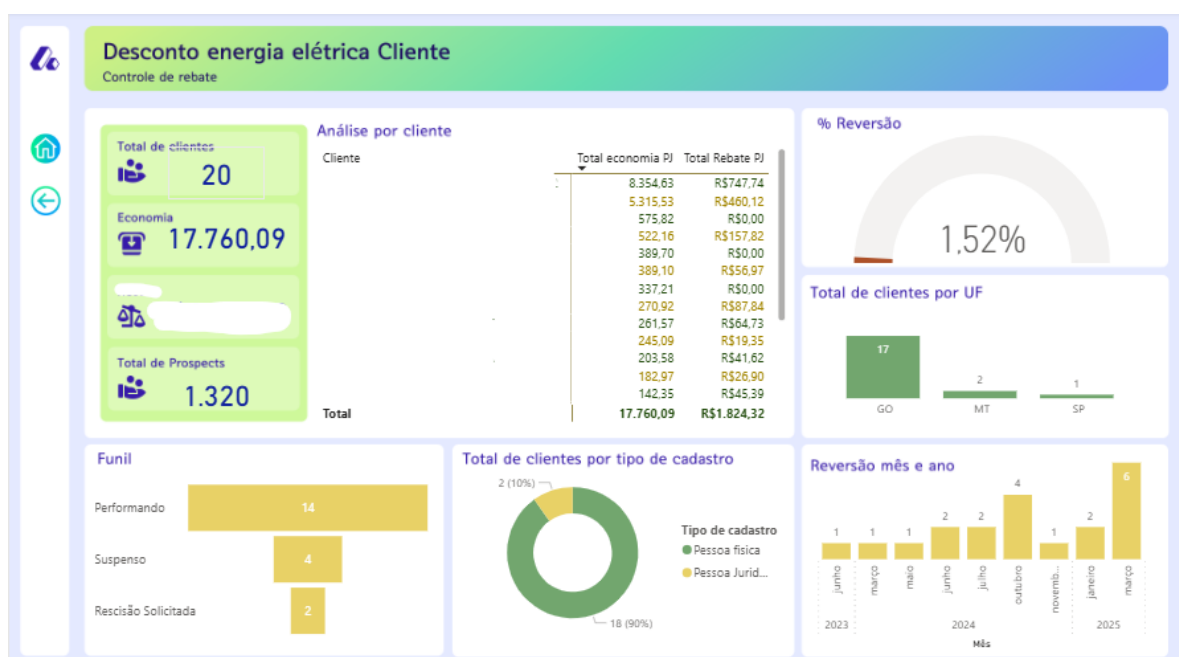 Desconto energia elétrica Cliente
Controle de rebate
Total de clientes
20
Economia
17.760,09
Total de Prospects
1.320
Análise por cliente
Cliente Total economia PJ Total Rebate PJ
8.354,63 R$747,74
5.315,53 R$460,12
575,82 R$0,00
522,16 R$157,82
389,70 R$0,00
389,10 R$56,97
337,21 R$0,00
270,92 R$87,84
261,57 R$64,73
245,09 R$19,35
203,58 R$41,62
182,97 R$26,90
142,35 R$45,39
Total 17.760,09 R$1.824,32
% Reversão
1,52%
Total de clientes por UF
17 2 1
GO MT SP
Funil
Performando 14
Suspenso 4
Rescisão Solicitada 2
Total de clientes por tipo de cadastro
2 (10%)
18 (90%)
Tipo de cadastro
Pessoa fisica
Pessoa Jurid...
Reversão mês e ano
1 1 1 2 2 4 1 2 6
junho março maio junho julho outubro novemb... janeiro março
2023 2024 2025
Mês